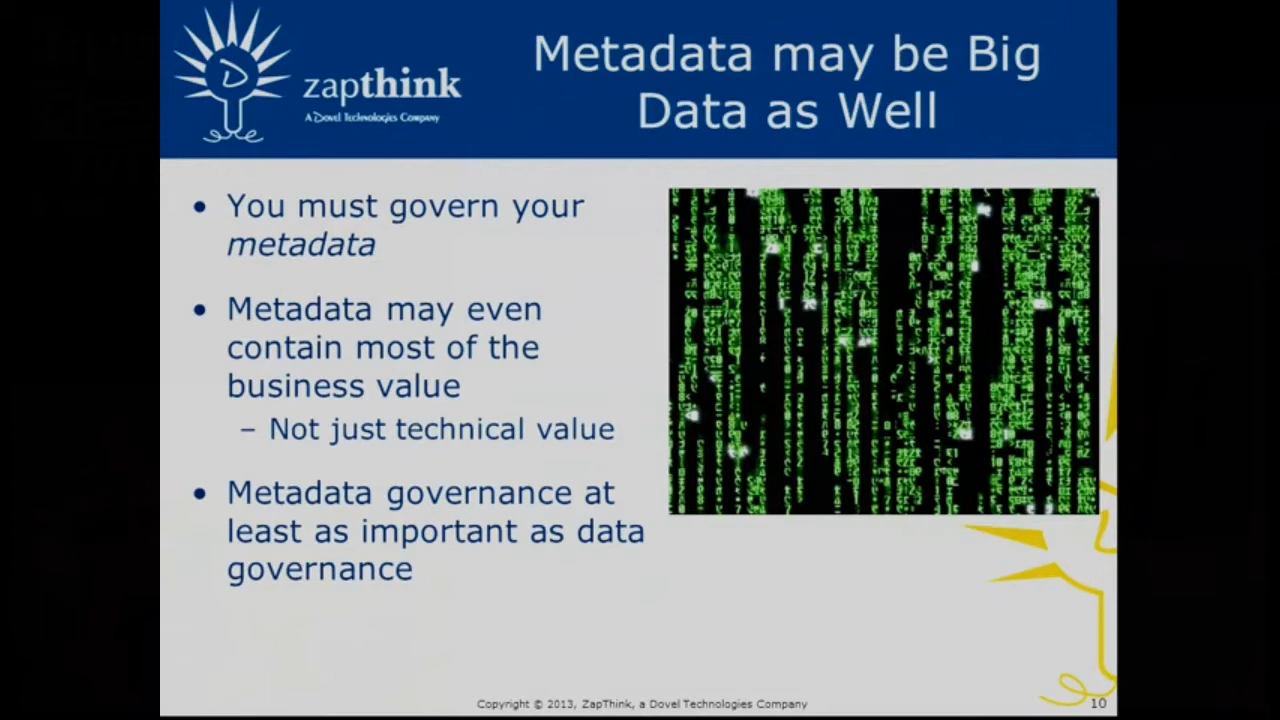 zapthink
A Dovel Technologies Company
Metadata may be Big
Data as Well
• You must govern your
metadata
• Metadata may even
contain most of the
business value
– Not just technical value
• Metadata governance at
least as important as data
governance
Copyright © 2013, ZapThink, a Dovel Technologies Company
10